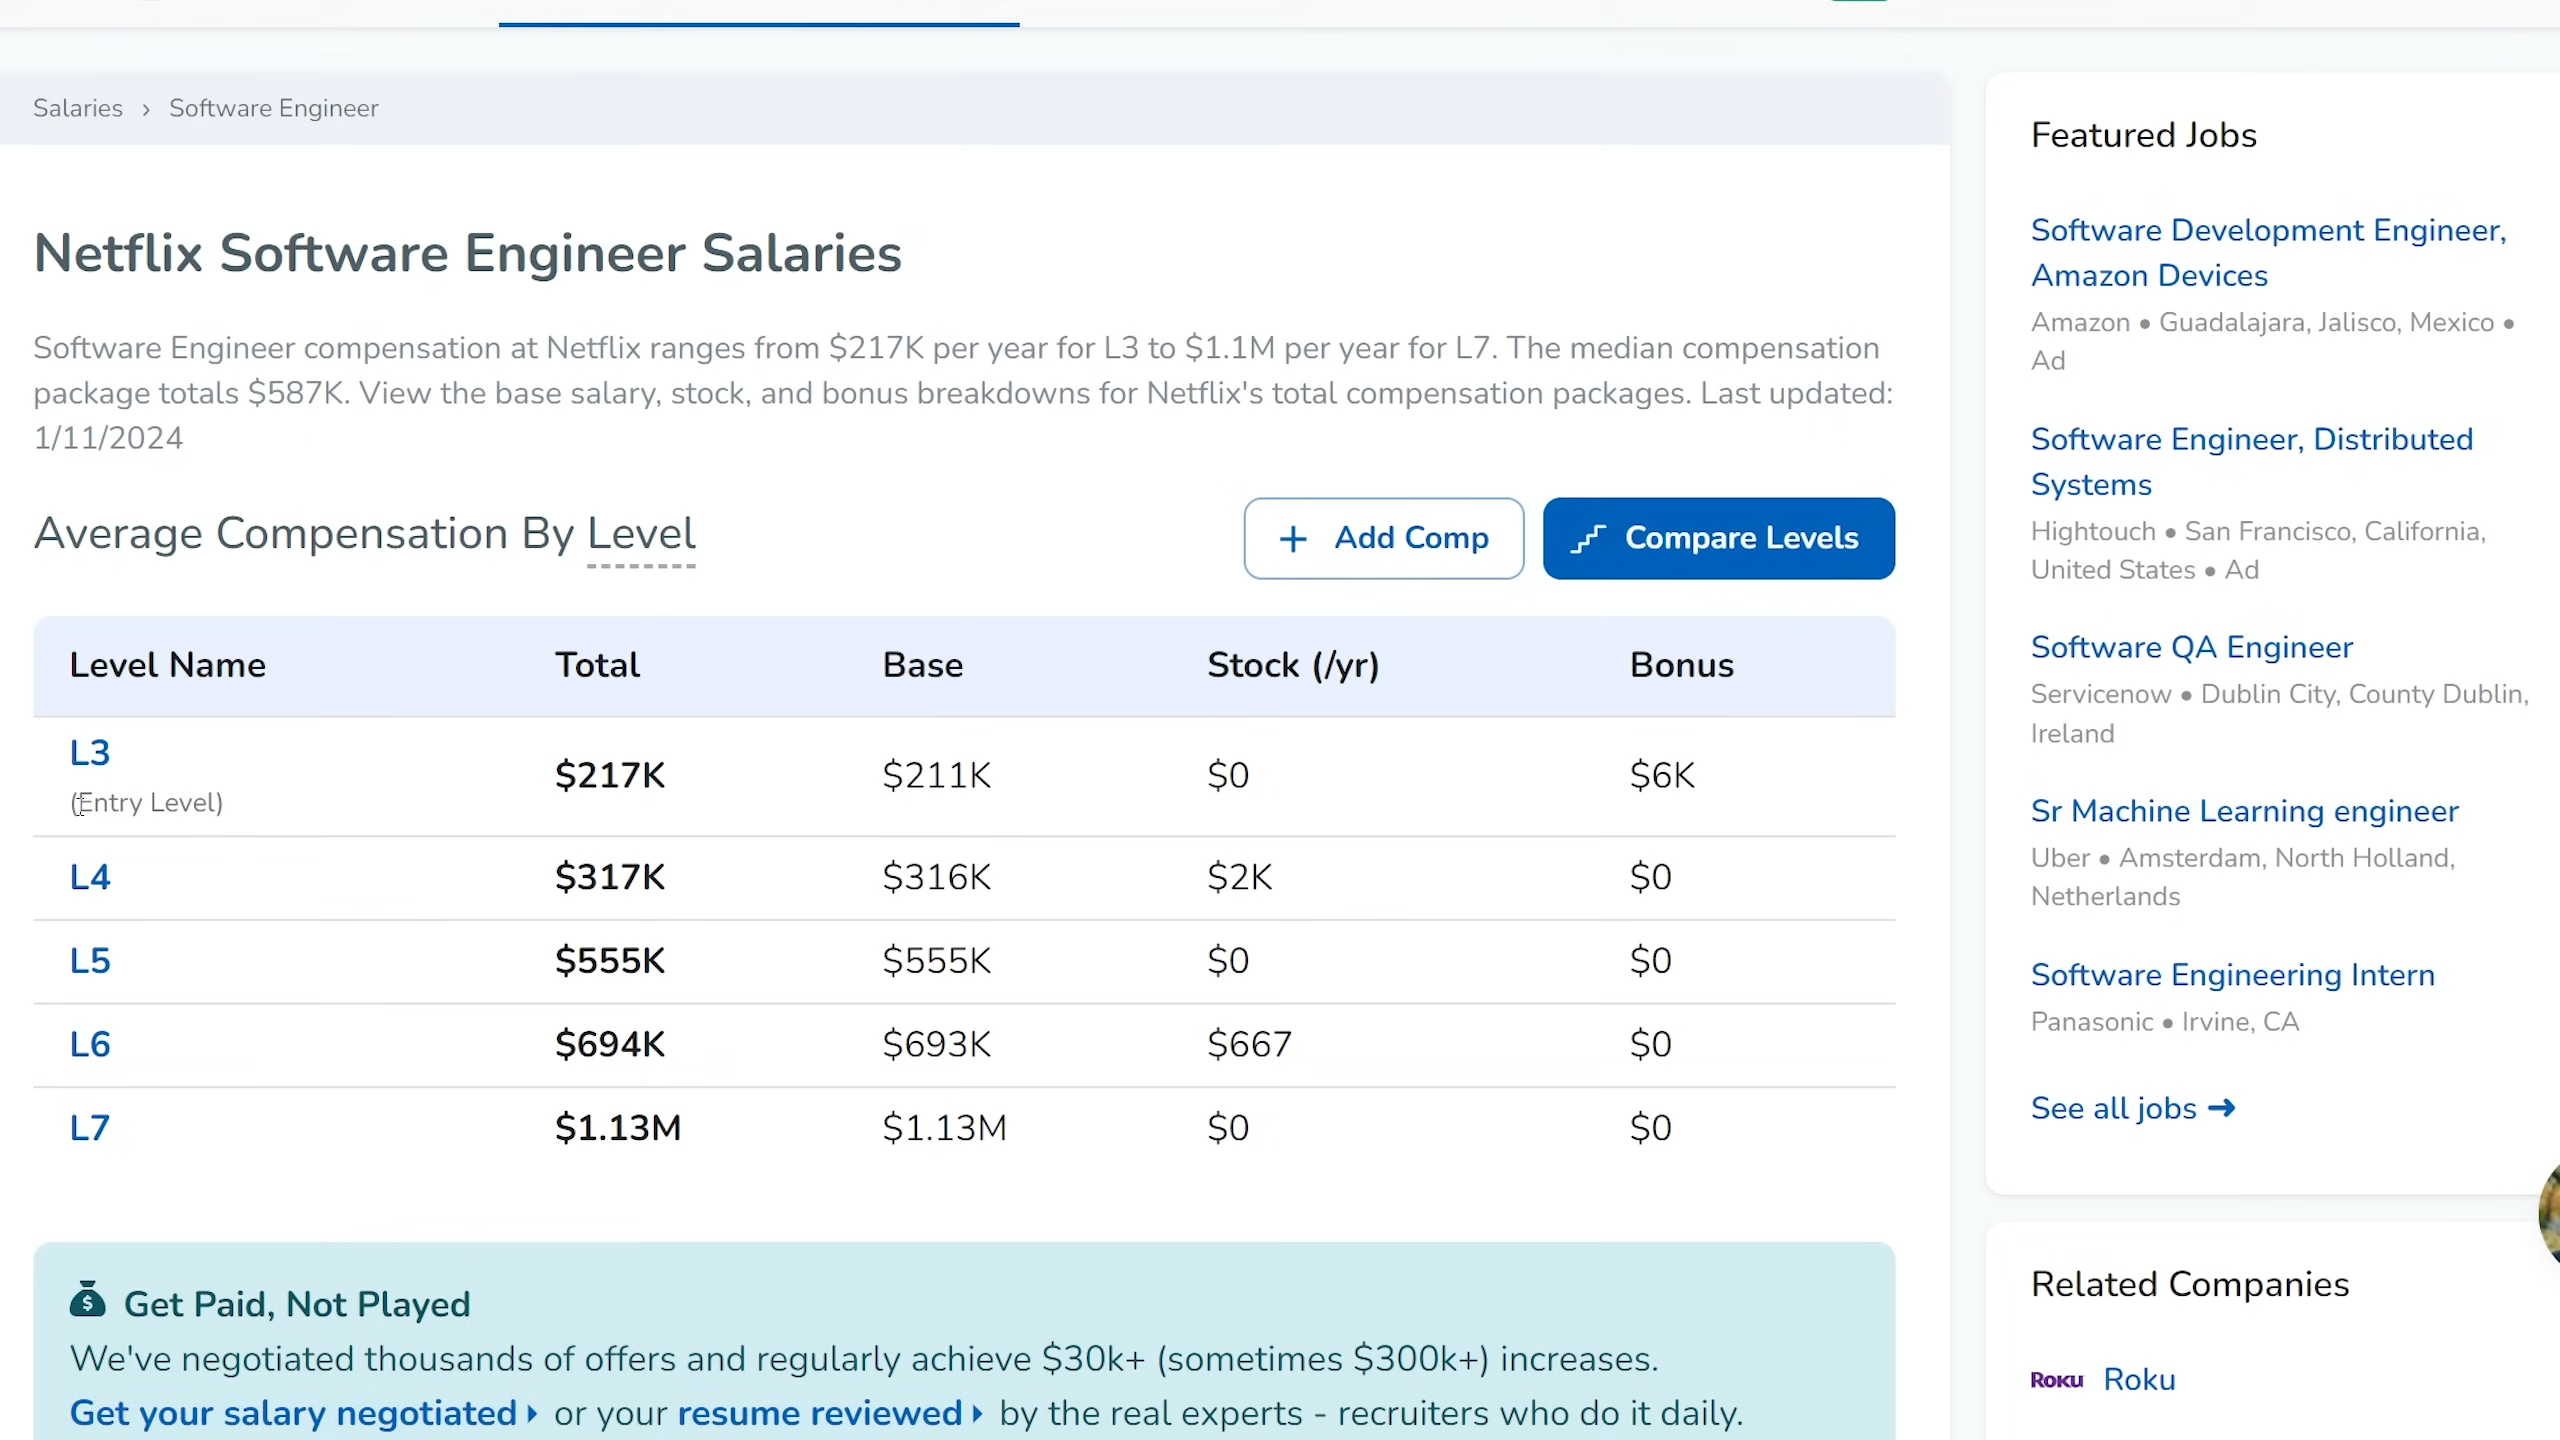 Salaries › Software Engineer
Netflix Software Engineer Salaries
Software Engineer compensation at Netflix ranges from $217K per year for L3 to $1.1M per year for L7. The median compensation
package totals $587K. View the base salary, stock, and bonus breakdowns for Netflix's total compensation packages. Last updated:
1/11/2024
Average Compensation By Level
+ Add Comp
Compare Levels
Level Name Total Base Stock (/yr) Bonus
L3
(Entry Level)
$217K $211K $0 $6K
L4 $317K $316K $2K $0
L5 $555K $555K $0 $0
L6 $694K $693K $667 $0
L7 $1.13M $1.13M $0 $0
Get Paid, Not Played
We've negotiated thousands of offers and regularly achieve $30k+ (sometimes $300k+) increases.
Get your salary negotiated or your resume reviewed by the real experts - recruiters who do it daily.
Featured Jobs
Software Development Engineer,
Amazon Devices
Amazon • Guadalajara, Jalisco, Mexico •
Ad
Software Engineer, Distributed
Systems
Hightouch • San Francisco, California,
United States • Ad
Software QA Engineer
Servicenow • Dublin City, County Dublin,
Ireland
Sr Machine Learning engineer
Uber • Amsterdam, North Holland,
Netherlands
Software Engineering Intern
Panasonic • Irvine, CA
See all jobs →
Related Companies
ROKU Roku